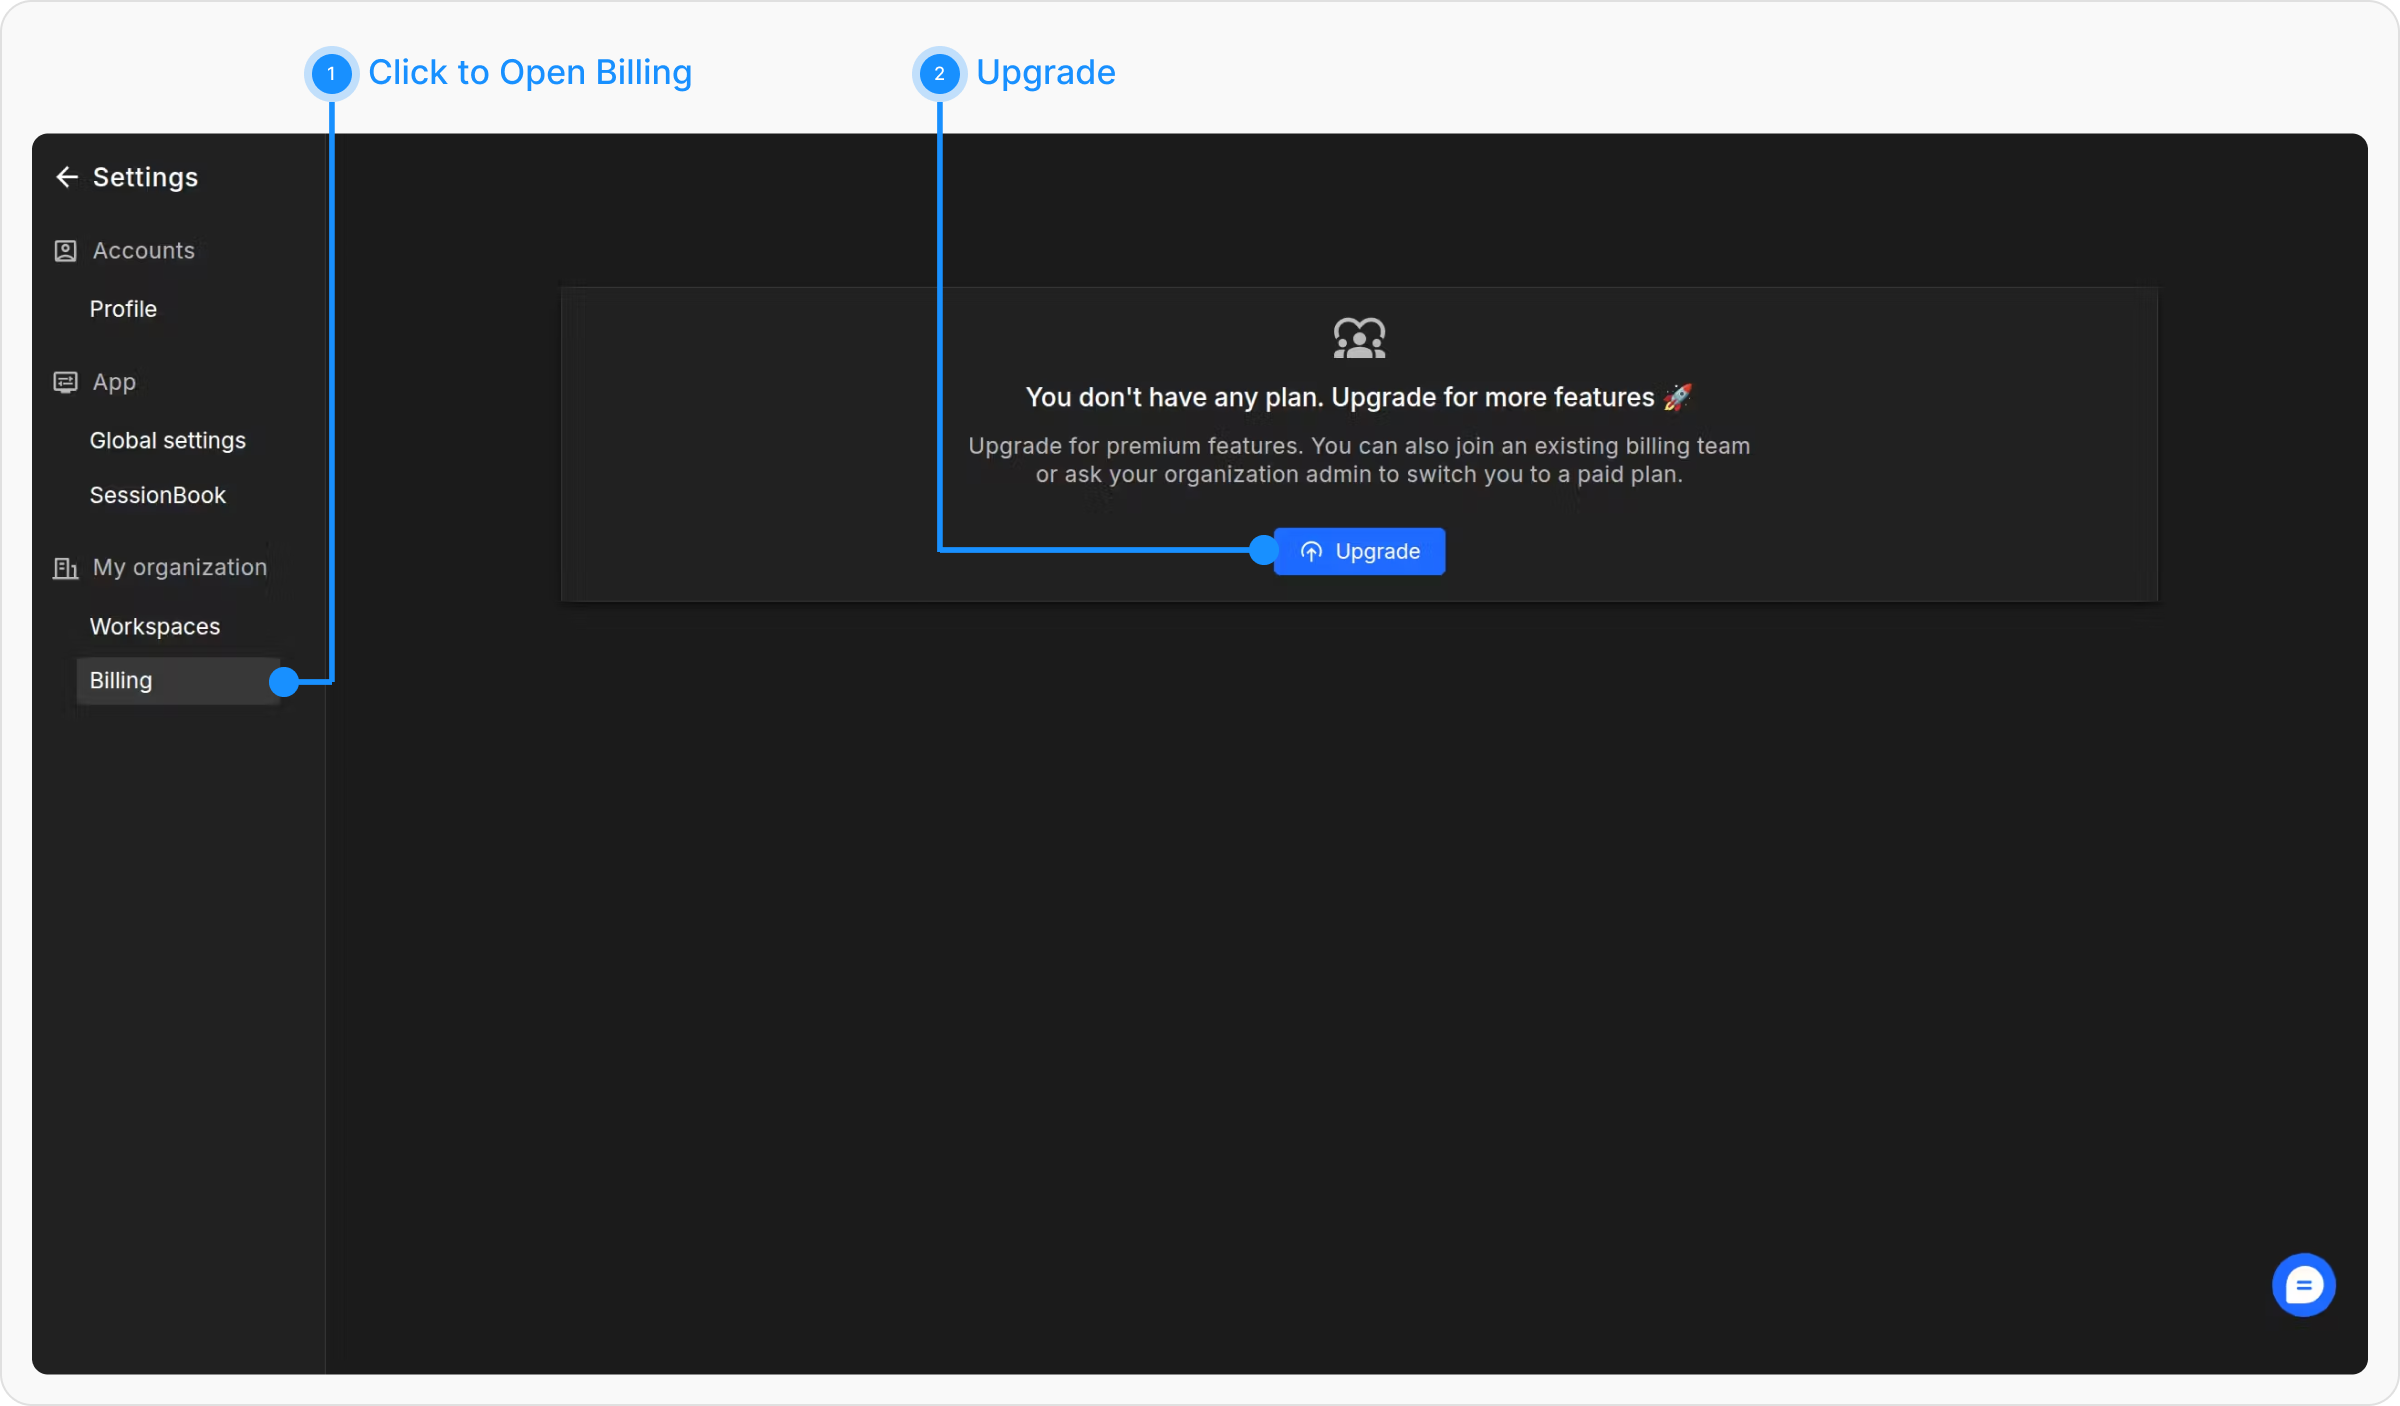 1 Click to Open Billing
2 Upgrade
Settings
Accounts
Profile
App
Global settings
SessionBook
My organization
Workspaces
Billing
You don't have any plan. Upgrade for more features 🚀
Upgrade for premium features. You can also join an existing billing team
or ask your organization admin to switch you to a paid plan.
Upgrade